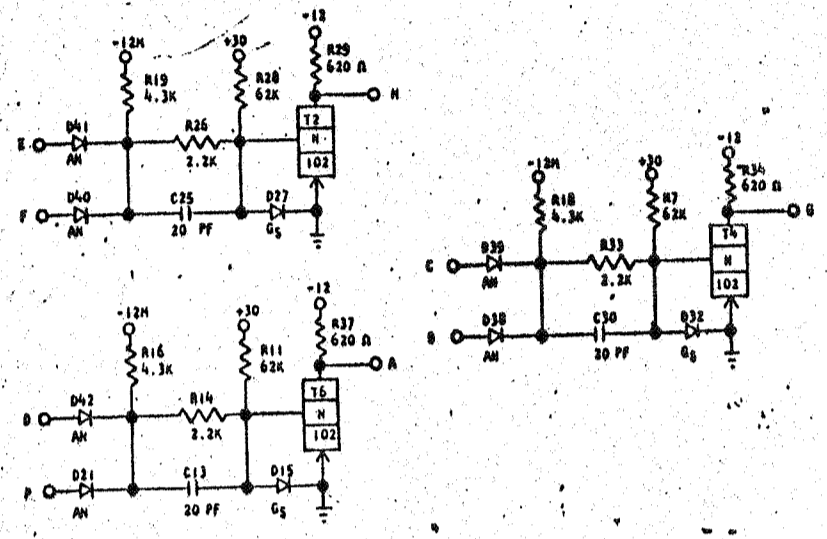 -12
-12M
+30
R29
620 Ω
R19
4.3K
R28
62K
H
T2
D41
R26
E
N
AN
2.2K
102
D40
C25
D27
F
AN
20 PF
GS
-12
-12M
+30
R34
620 Ω
R18
4.3K
R7
62K
G
T4
D39
R33
C
N
AN
2.2K
102
D38
C30
D32
B
AN
20 PF
GS
-12
-12M
+30
R37
620 Ω
R16
4.3K
R11
62K
A
T6
D42
R14
D
N
AN
2.2K
102
D21
C13
D15
P
AN
20 PF
GS